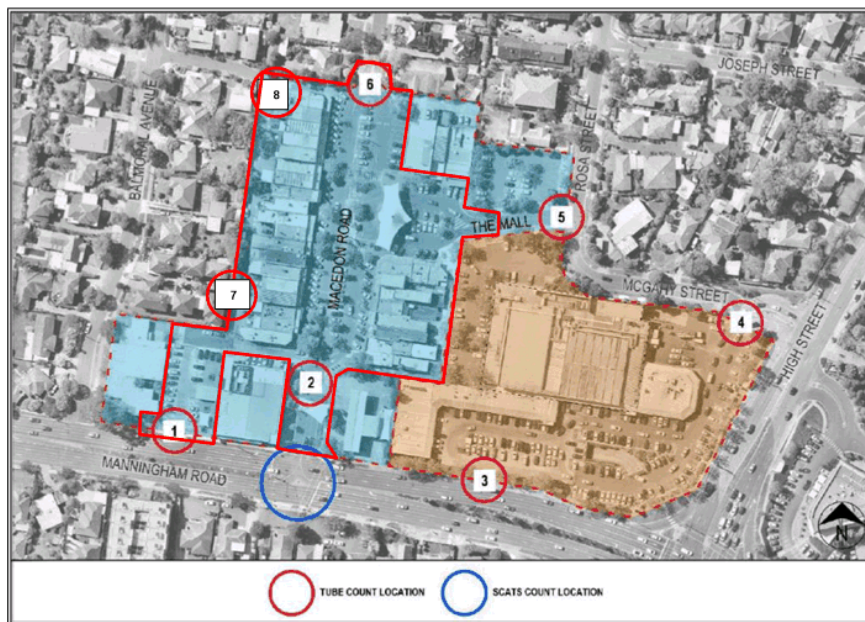 JOSEPH STREET
8
6
BALMORAL AVENUE
ROSA STREET
5
THE MALL
MACEDON ROAD
7
MCGARY STREET
4
HIGH STREET
2
1
MANNINGHAM ROAD
3
N
TUBE COUNT LOCATION
SCATS COUNT LOCATION